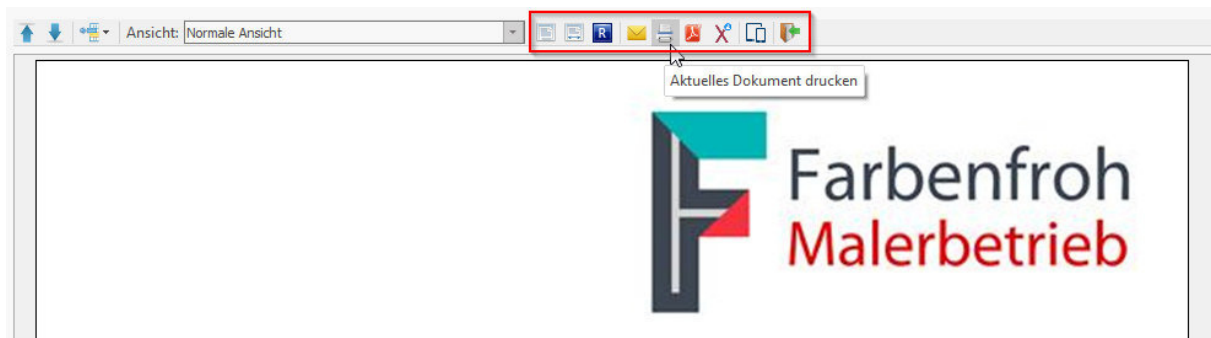 Ansicht: Normale Ansicht
R
Aktuelles Dokument drucken
Farbenfroh
Malerbetrieb